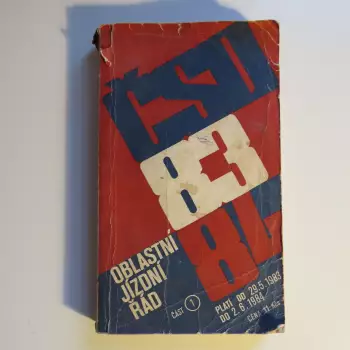 ČSD
83
84
OBLASTNÍ
JÍZDNÍ
ŘÁD
ČÁST 1
PLATÍ OD 29.5.1983
DO 2.6.1984